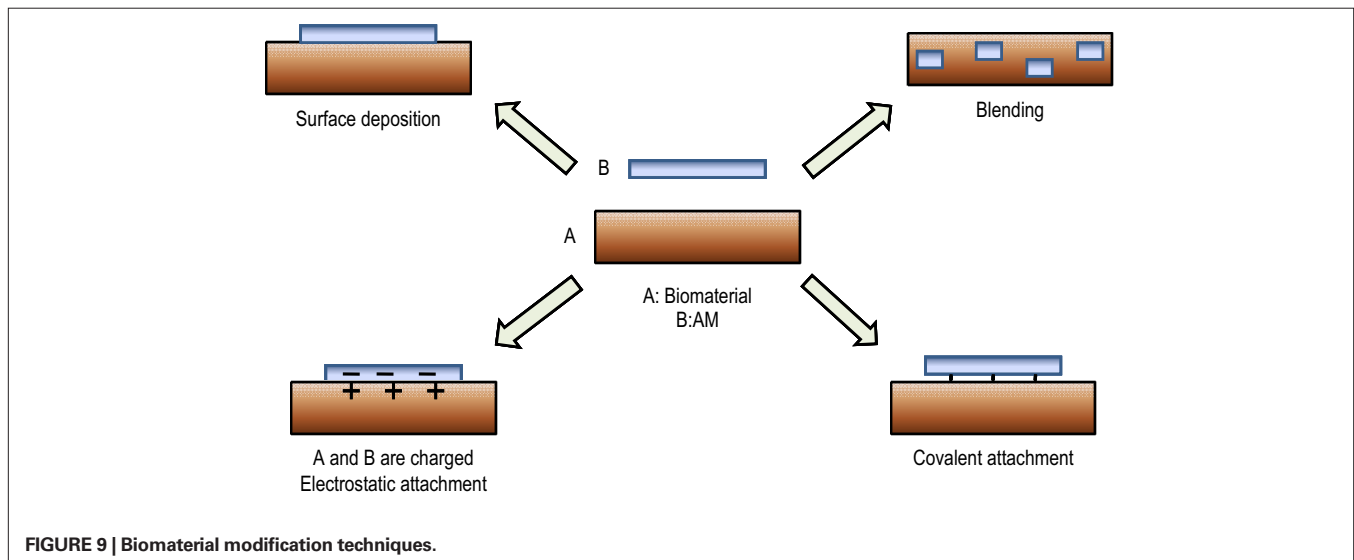 Surface deposition
Blending
B
A
A: Biomaterial
B:AM
− − −
+ + +
A and B are charged
Electrostatic attachment
Covalent attachment
FIGURE 9 | Biomaterial modification techniques.